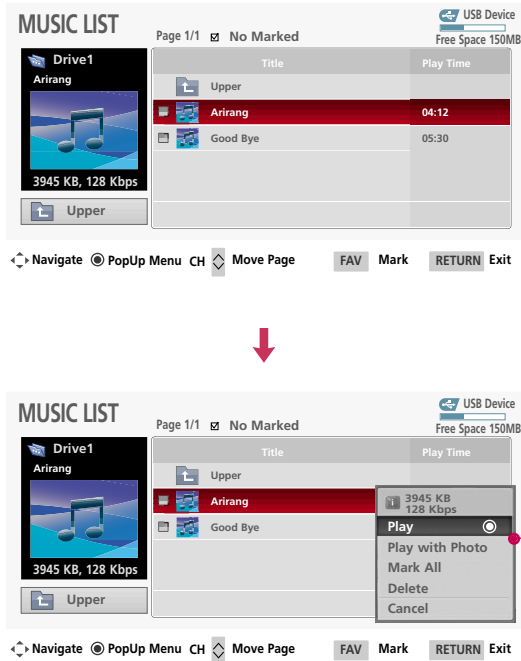 MUSIC LIST
Page 1/1 No Marked
USB Device
Free Space 150MB
Drive1
Arirang
3945 KB, 128 Kbps
Upper
Title Play Time
Upper
Arirang 04:12
Good Bye 05:30
Navigate PopUp Menu CH Move Page FAV Mark RETURN Exit
MUSIC LIST
Page 1/1 No Marked
USB Device
Free Space 150MB
Drive1
Arirang
3945 KB, 128 Kbps
Upper
Title Play Time
Upper
Arirang
Good Bye
3945 KB
128 Kbps
Play
Play with Photo
Mark All
Delete
Cancel
Navigate PopUp Menu CH Move Page FAV Mark RETURN Exit